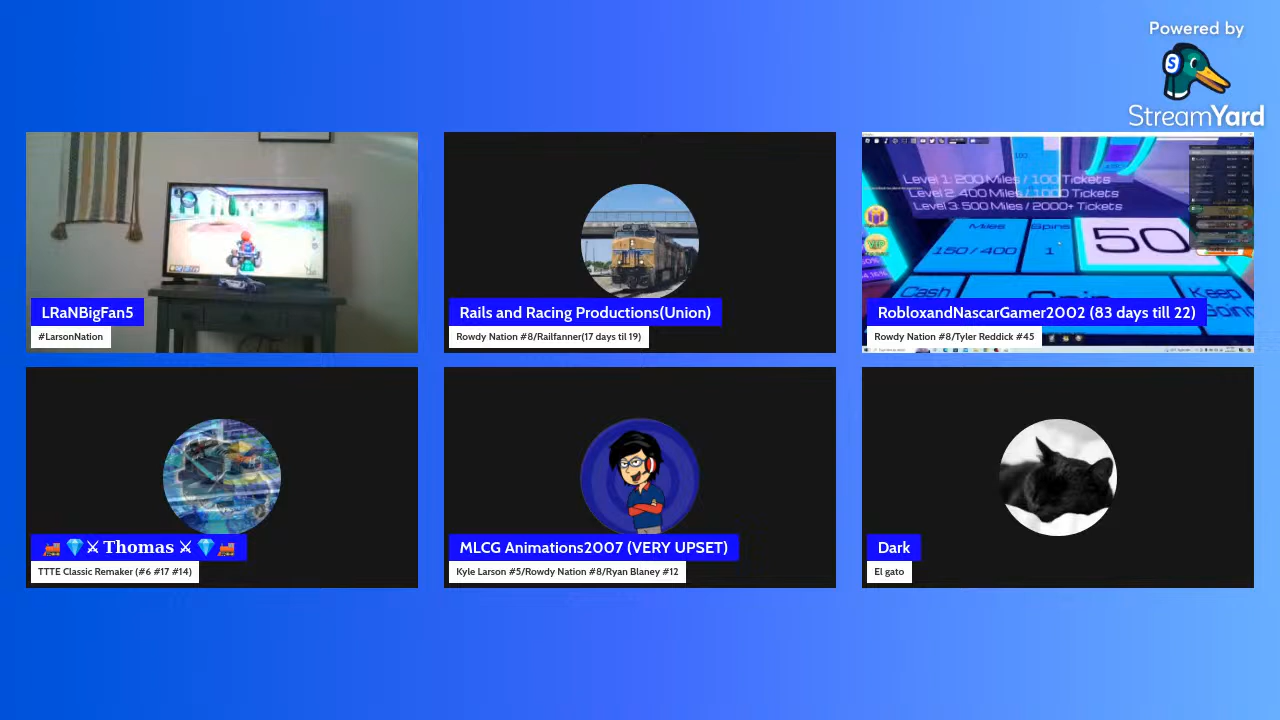 Powered by
S
StreamYard
LRaNBigFan5
#LarsonNation
Rails and Racing Productions(Union)
Rowdy Nation #8/Railfanner(17 days til 19)
Level 1: 200 Miles / 100 Tickets
Level 2: 400 Miles / 1000 Tickets
Level 3: 500 Miles / 2000+ Tickets
VIP
Miles
Spins
150 / 400
1
50
Cash
Spin
Keep
Going
RobloxandNascarGamer2002 (83 days till 22)
Rowdy Nation #8/Tyler Reddick #45
🚂 💎⚔ Thomas ⚔ 💎🚂
TTTE Classic Remaker (#6 #17 #14)
MLCG Animations2007 (VERY UPSET)
Kyle Larson #5/Rowdy Nation #8/Ryan Blaney #12
Dark
El gato